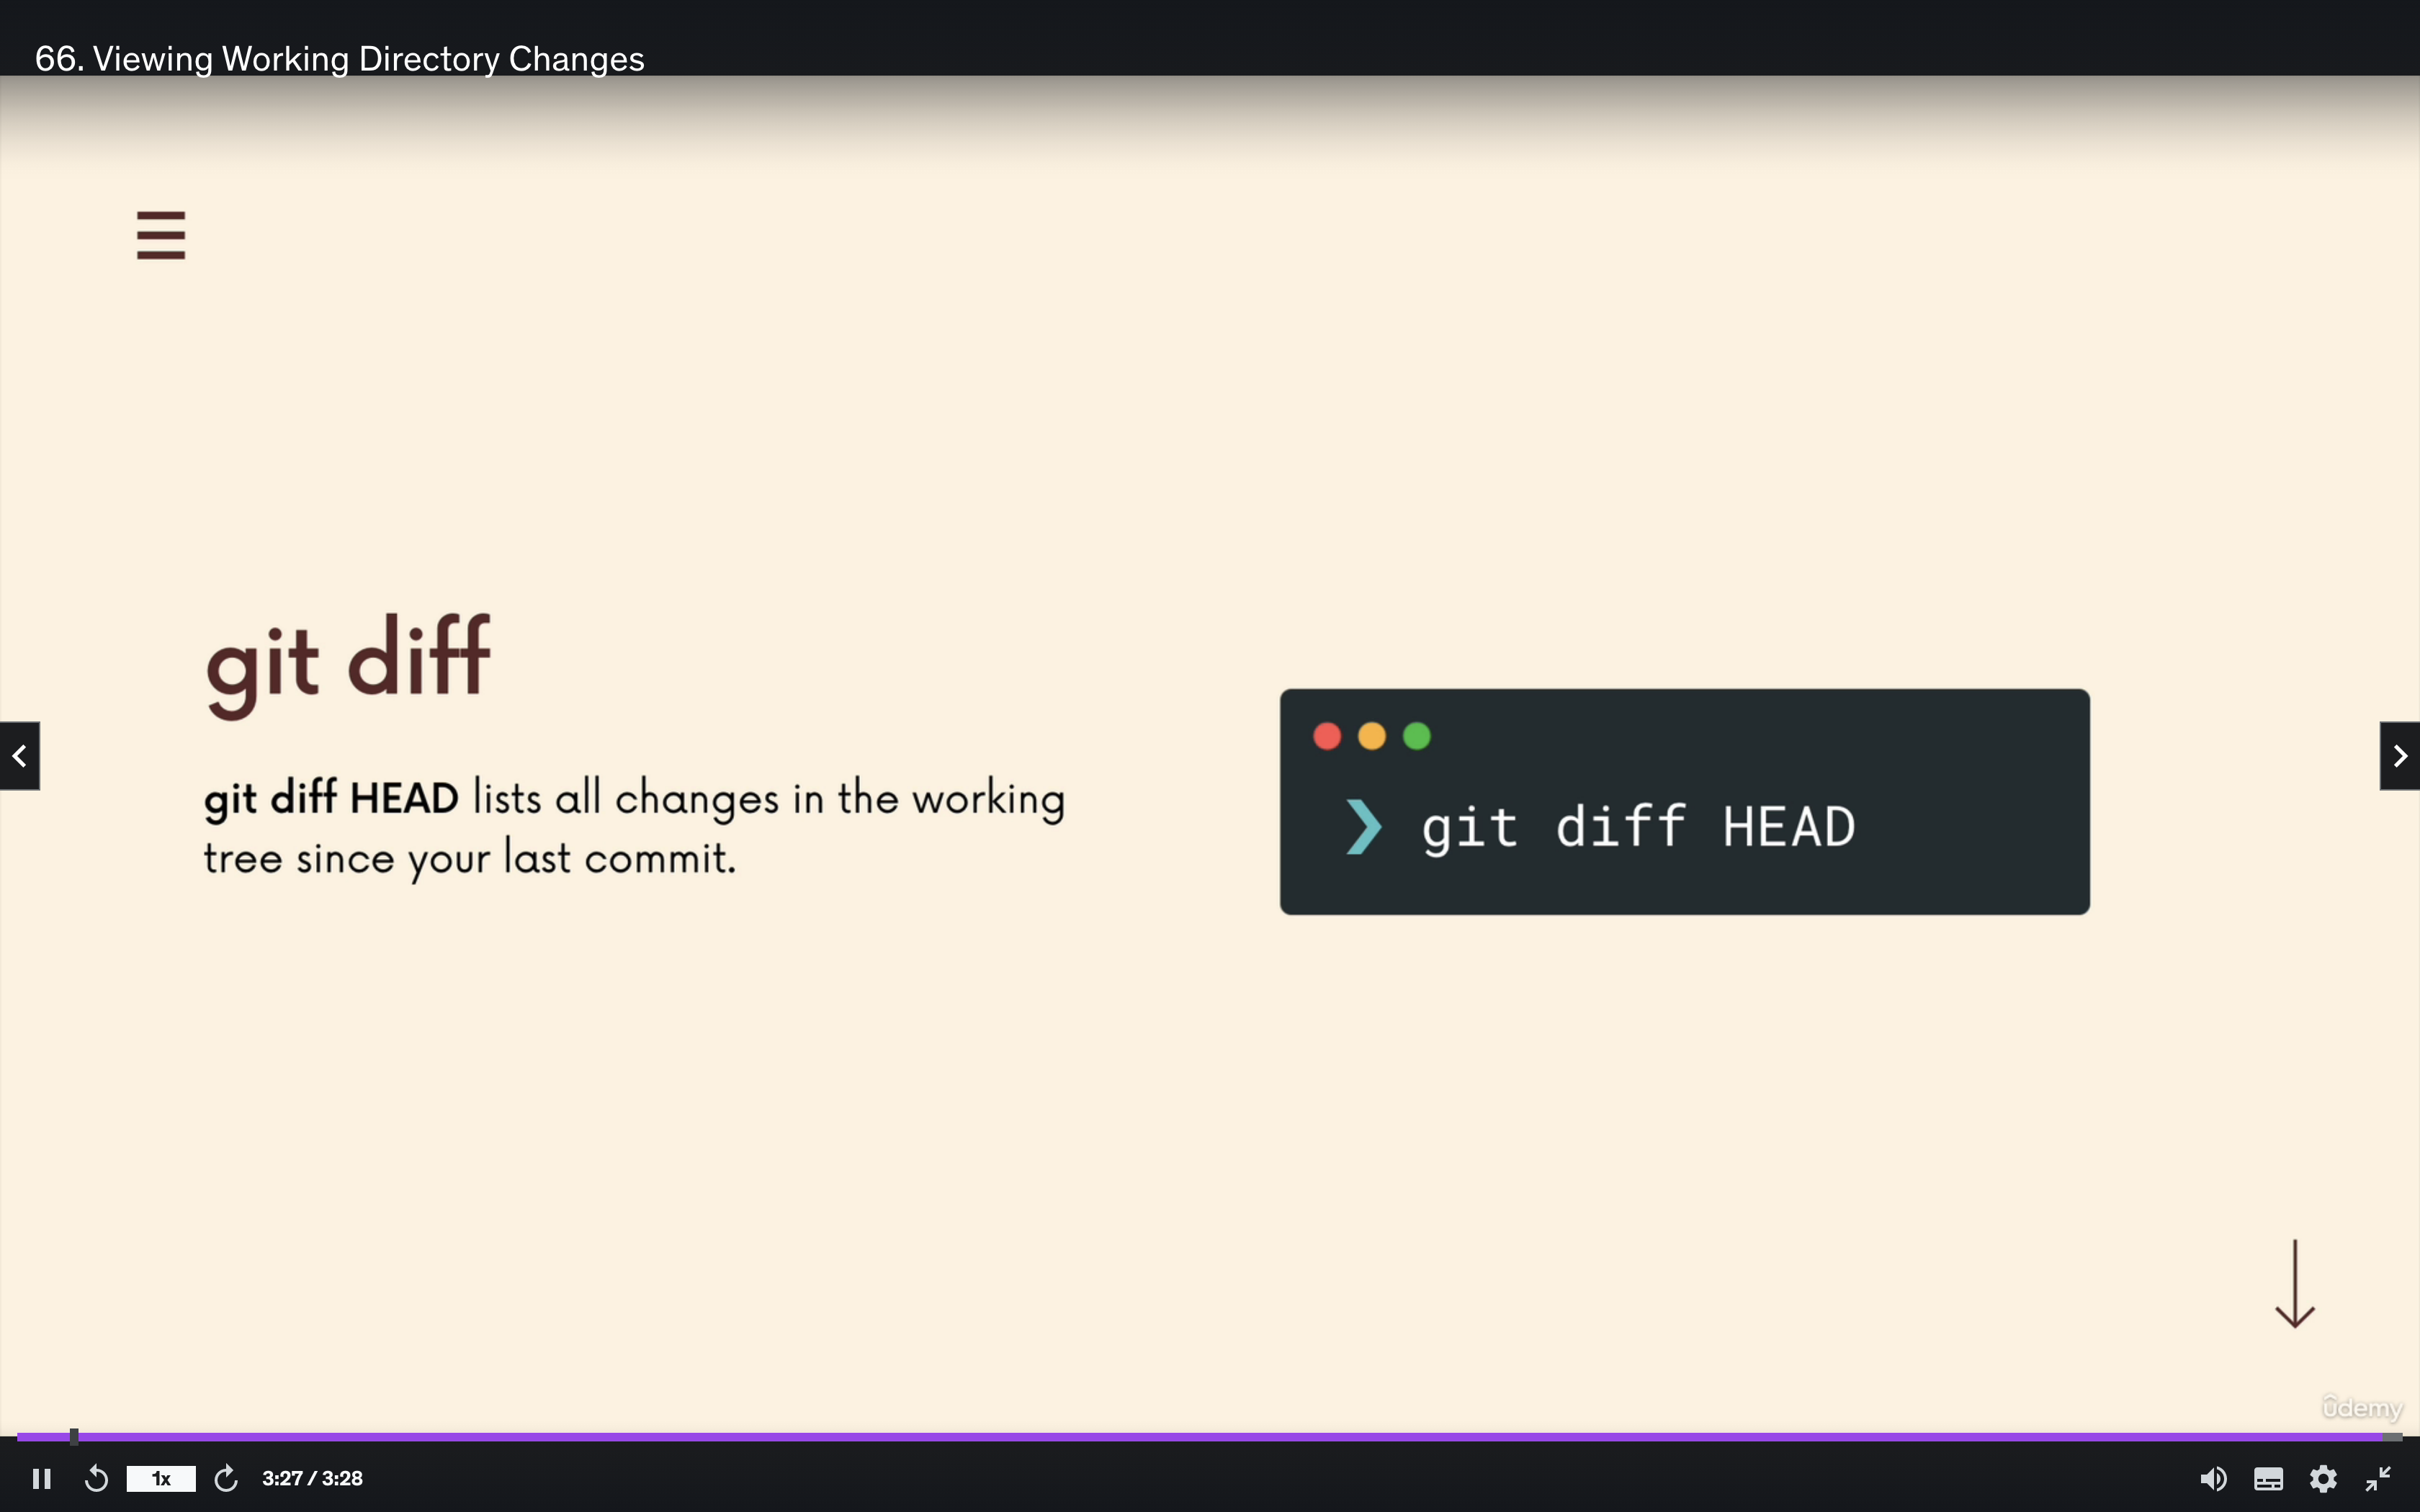 66. Viewing Working Directory Changes
git diff
git diff HEAD lists all changes in the working
tree since your last commit.
❯ git diff HEAD
ûdemy
1x
3:27 / 3:28